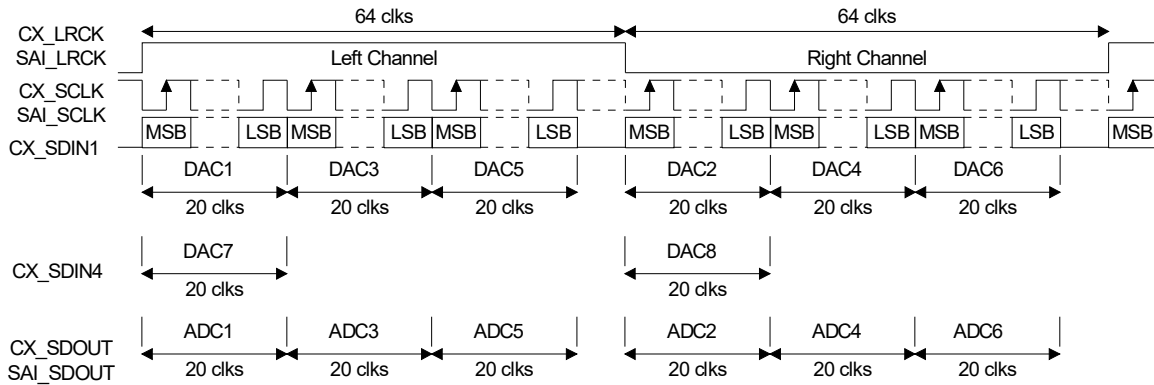 64 clks 64 clks
CX_LRCK
SAI_LRCK Left Channel Right Channel
CX_SCLK
SAI_SCLK
CX_SDIN1 MSB LSB MSB LSB MSB LSB MSB LSB MSB LSB MSB LSB MSB
DAC1 DAC3 DAC5 DAC2 DAC4 DAC6
20 clks 20 clks 20 clks 20 clks 20 clks 20 clks
DAC7 DAC8
CX_SDIN4
20 clks 20 clks
ADC1 ADC3 ADC5 ADC2 ADC4 ADC6
CX_SDOUT
SAI_SDOUT
20 clks 20 clks 20 clks 20 clks 20 clks 20 clks